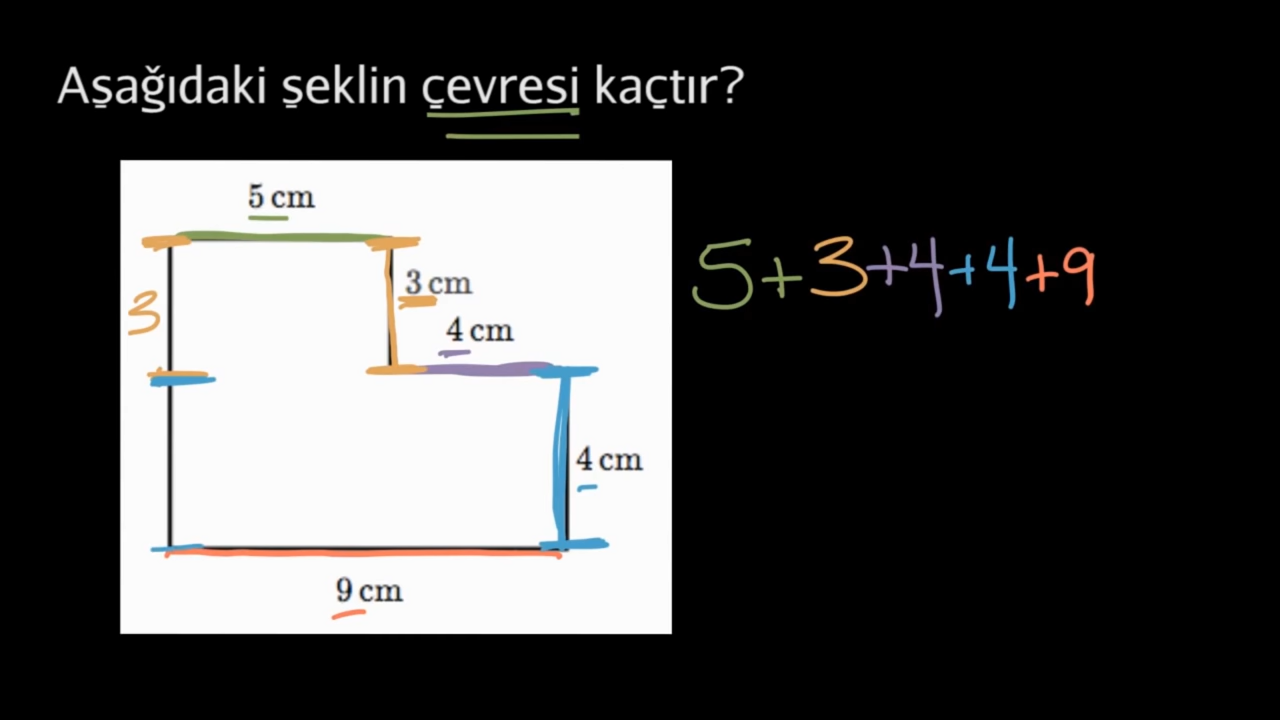 Aşağıdaki şeklin çevresi kaçtır?
5 cm
5+3+4+4+9
3 cm
3
4 cm
4 cm
9 cm